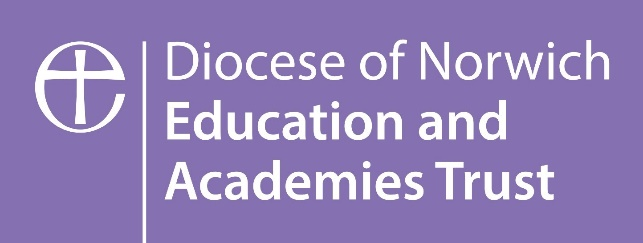 Diocese of Norwich
Education and
Academies Trust